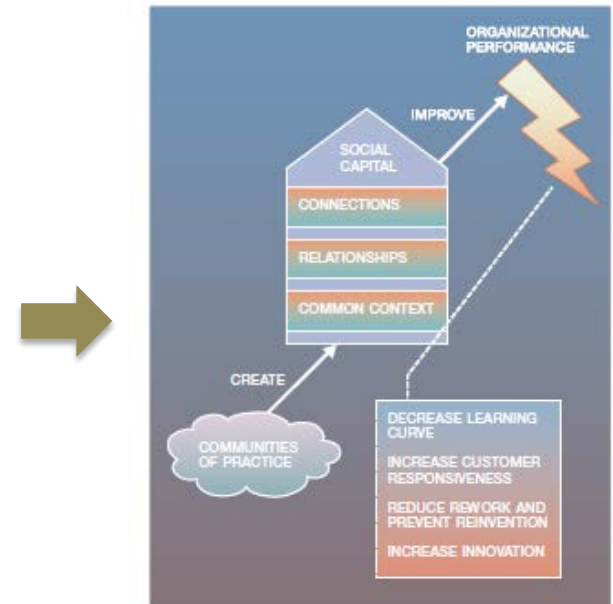 ORGANIZATIONAL
PERFORMANCE
IMPROVE
SOCIAL
CAPITAL
CONNECTIONS
RELATIONSHIPS
COMMON CONTEXT
CREATE
COMMUNITIES
OF PRACTICE
DECREASE LEARNING
CURVE
INCREASE CUSTOMER
RESPONSIVENESS
REDUCE REWORK AND
PREVENT REINVENTION
INCREASE INNOVATION